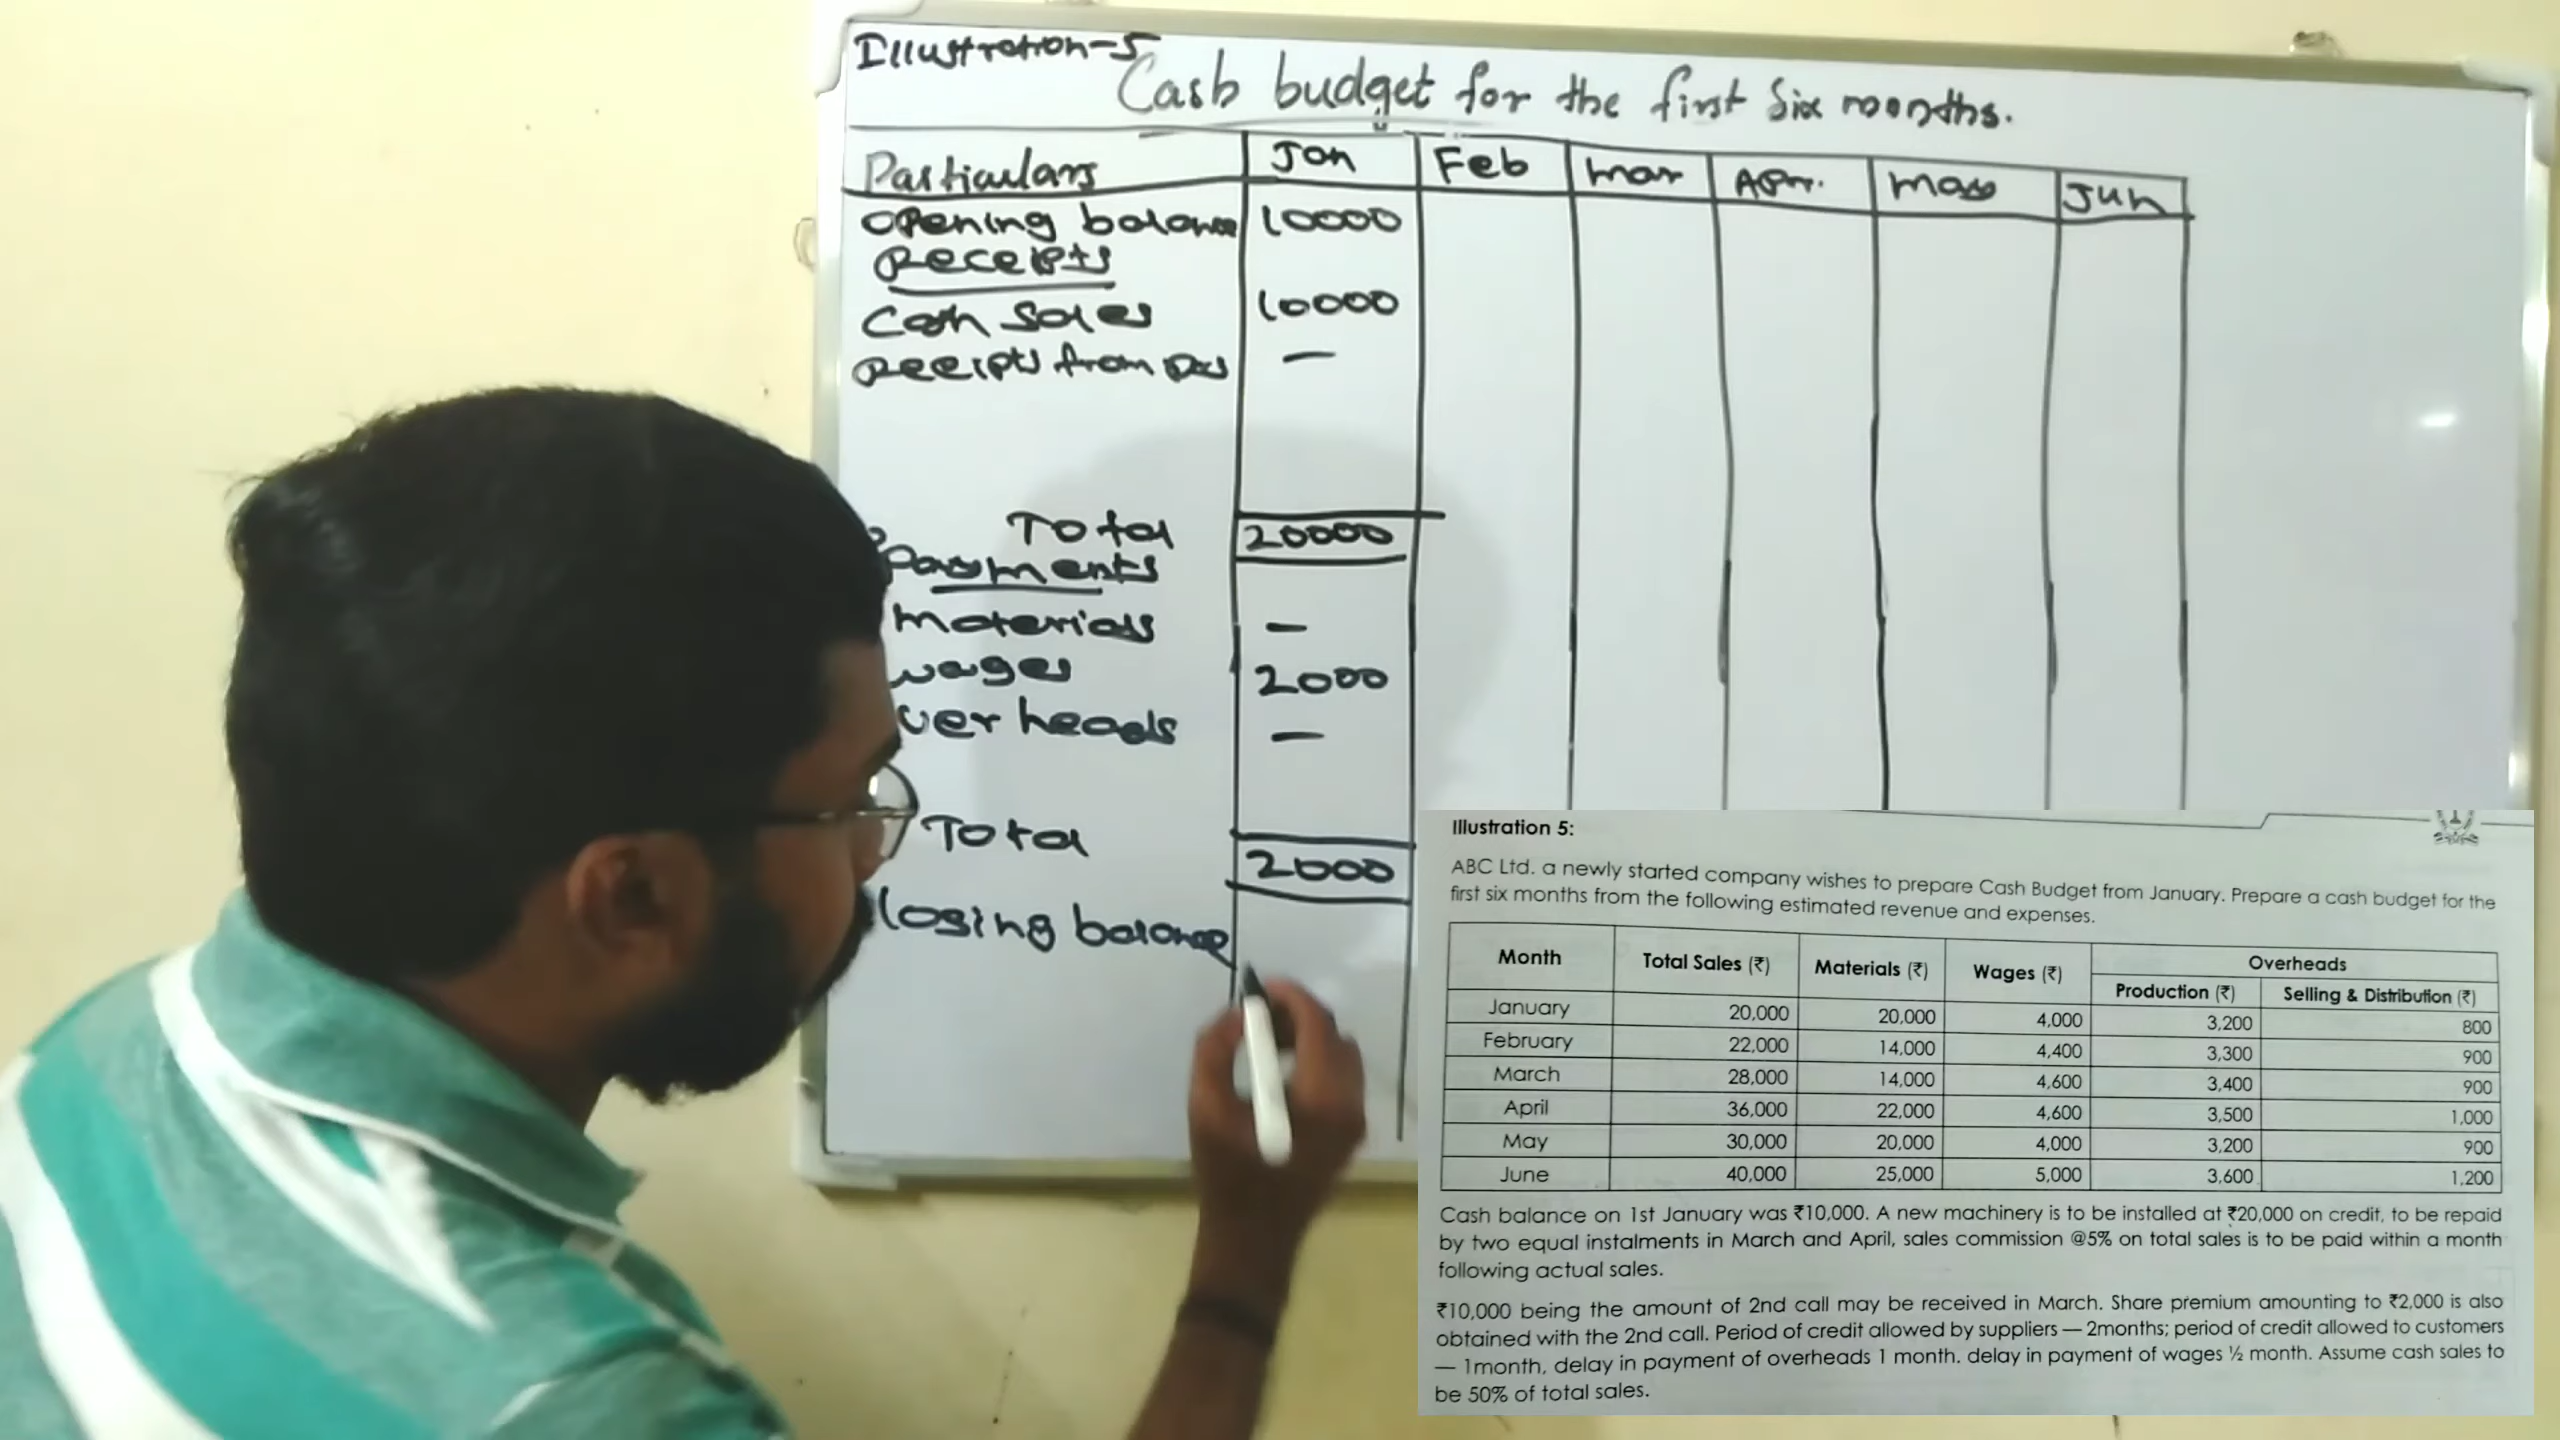 Illustration-5
Cash budget for the first six months.
Particulars Jan Feb mar Apr. may Jun
opening balance 10000
Receipts
Cash sales 10000
Receipts from Drs —
Total 20000
Payments
materials —
wages 2000
verheads —
Total 2000
losing balance
Illustration 5:
ABC Ltd. a newly started company wishes to prepare Cash Budget from January. Prepare a cash budget for the
first six months from the following estimated revenue and expenses.
Month Total Sales (₹) Materials (₹) Wages (₹) Overheads
Production (₹) Selling & Distribution (₹)
January 20,000 20,000 4,000 3,200 800
February 22,000 14,000 4,400 3,300 900
March 28,000 14,000 4,600 3,400 900
April 36,000 22,000 4,600 3,500 1,000
May 30,000 20,000 4,000 3,200 900
June 40,000 25,000 5,000 3,600 1,200
Cash balance on 1st January was ₹10,000. A new machinery is to be installed at ₹20,000 on credit, to be repaid
by two equal instalments in March and April, sales commission @5% on total sales is to be paid within a month
following actual sales.
₹10,000 being the amount of 2nd call may be received in March. Share premium amounting to ₹2,000 is also
obtained with the 2nd call. Period of credit allowed by suppliers — 2months; period of credit allowed to customers
— 1month, delay in payment of overheads 1 month. delay in payment of wages ½ month. Assume cash sales to
be 50% of total sales.